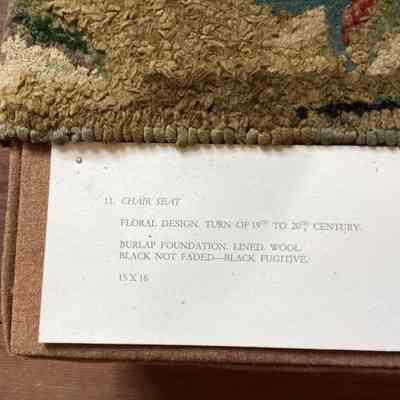 11. CHAIR SEAT
FLORAL DESIGN. TURN OF 19TH TO 20TH CENTURY.
BURLAP FOUNDATION. LINED. WOOL.
BLACK NOT FADED—BLACK FUGITIVE.
15 X 16